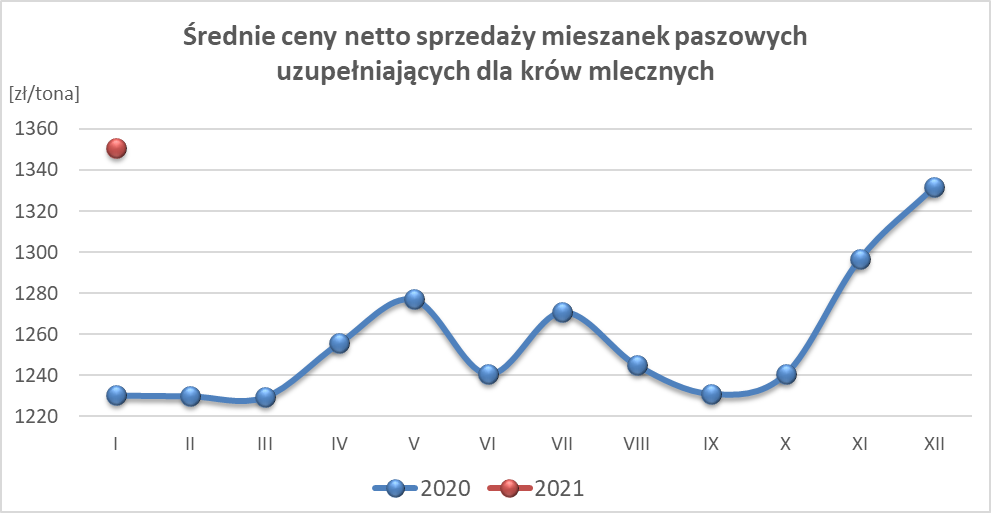 Średnie ceny netto sprzedaży mieszanek paszowych
uzupełniających dla krów mlecznych
[zł/tona]
1360
1340
1320
1300
1280
1260
1240
1220
I II III IV V VI VII VIII IX X XI XII
2020 2021